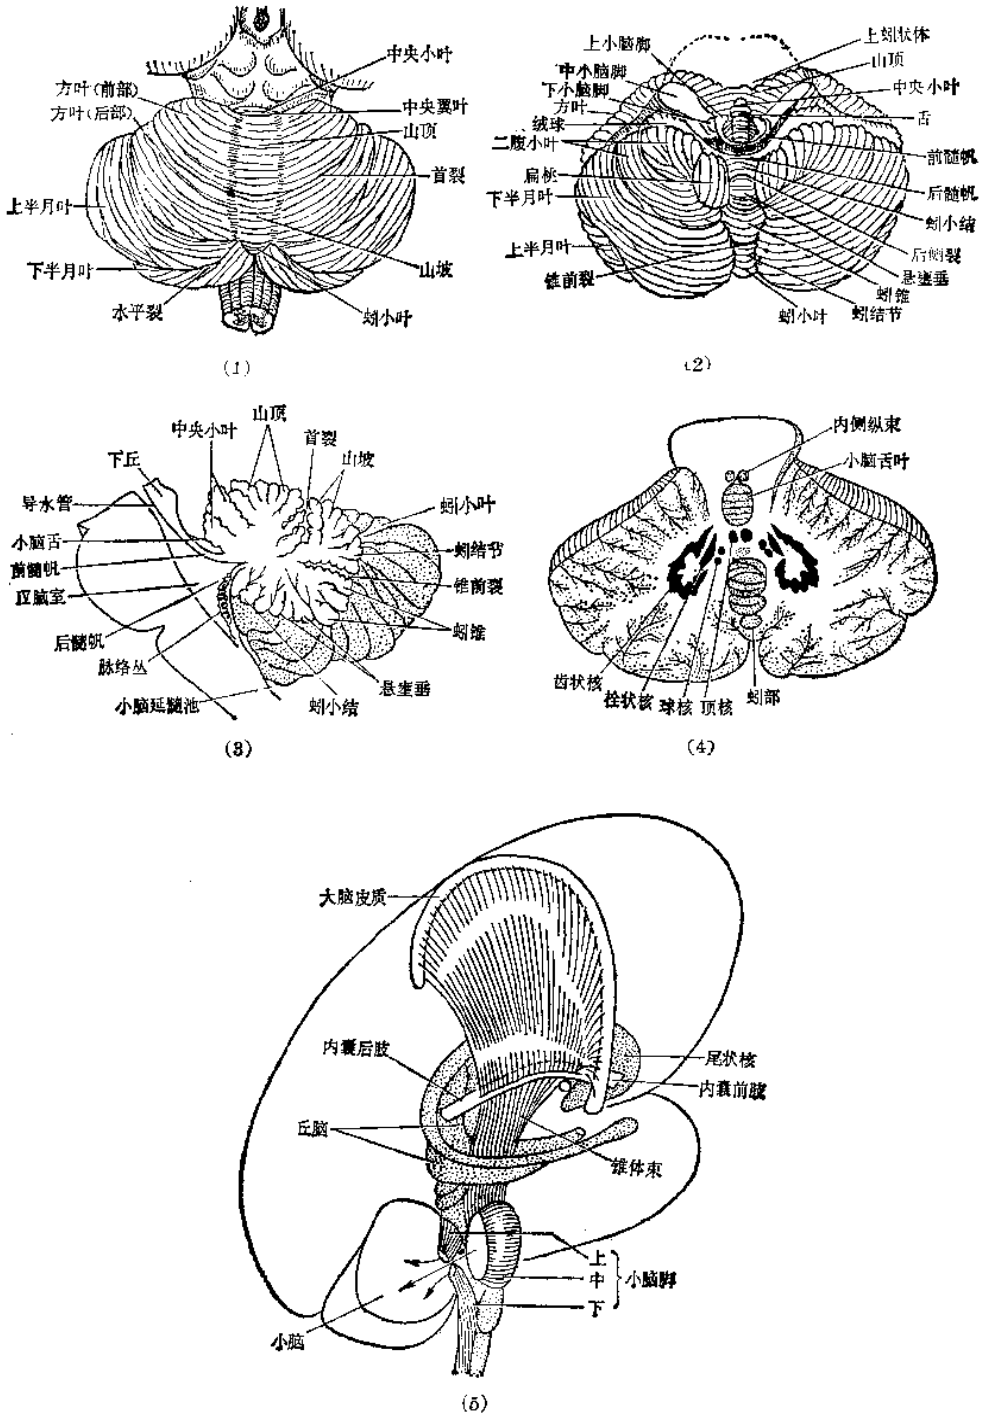 中央小叶
方叶(前部)
方叶(后部)
中央翼叶
山顶
首裂
上半月叶
下半月叶
山坡
水平裂
蚓小叶
(1)
上小脑脚
上蚓状体
中小脑脚
山顶
下小脑脚
中央小叶
方叶
舌
绒球
二腹小叶
前髓帆
扁桃
下半月叶
后髓帆
蚓小结
上半月叶
后侧裂
锥前裂
悬壅垂
蚓锥
蚓小叶
蚓结节
(2)
山顶
中央小叶
首裂
下丘
山坡
导水管
蚓小叶
小脑舌
蚓结节
前髓帆
锥前裂
四脑室
后髓帆
蚓锥
脉络丛
悬壅垂
小脑延髓池
蚓小结
(3)
内侧纵束
小脑舌叶
齿状核
栓状核
球核
顶核
蚓部
(4)
大脑皮质
内囊后肢
尾状核
内囊前肢
丘脑
锥体束
上
中
小脑脚
下
小脑
(5)